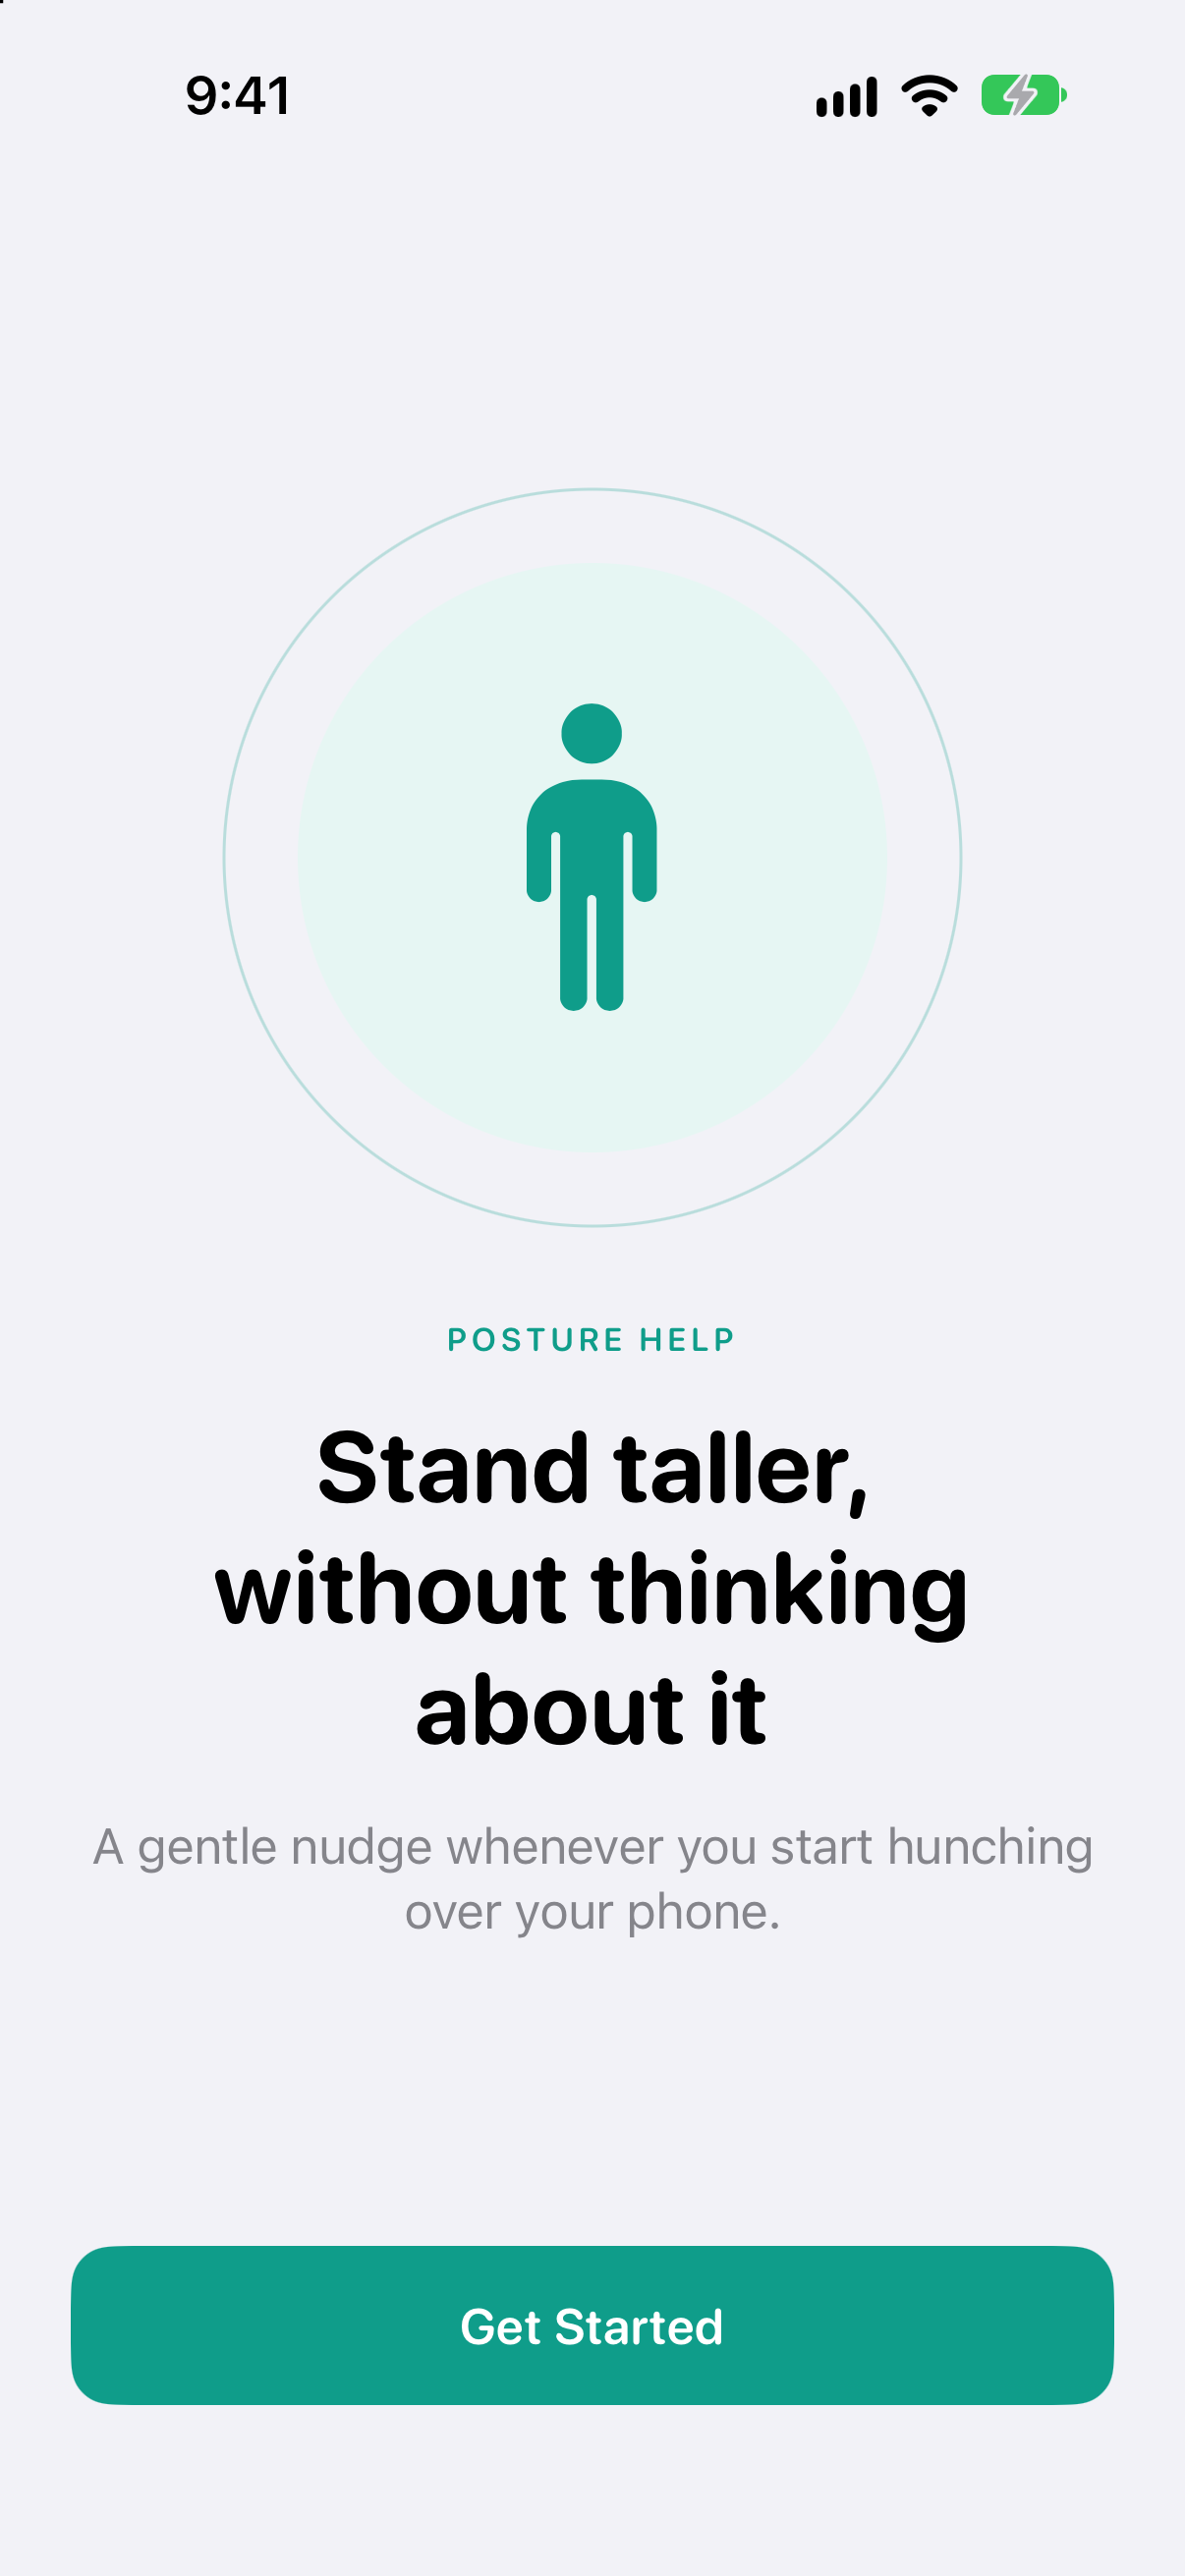 9:41
POSTURE HELP
Stand taller,
without thinking
about it
A gentle nudge whenever you start hunching
over your phone.
Get Started